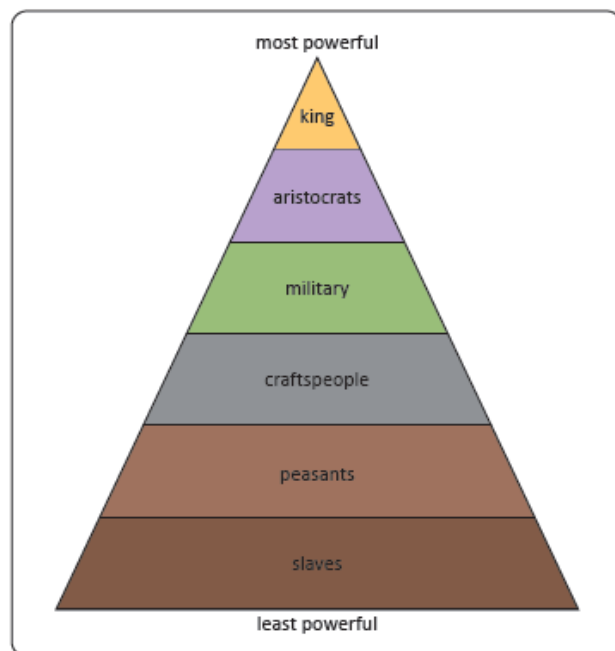 most powerful
king
aristocrats
military
craftspeople
peasants
slaves
least powerful